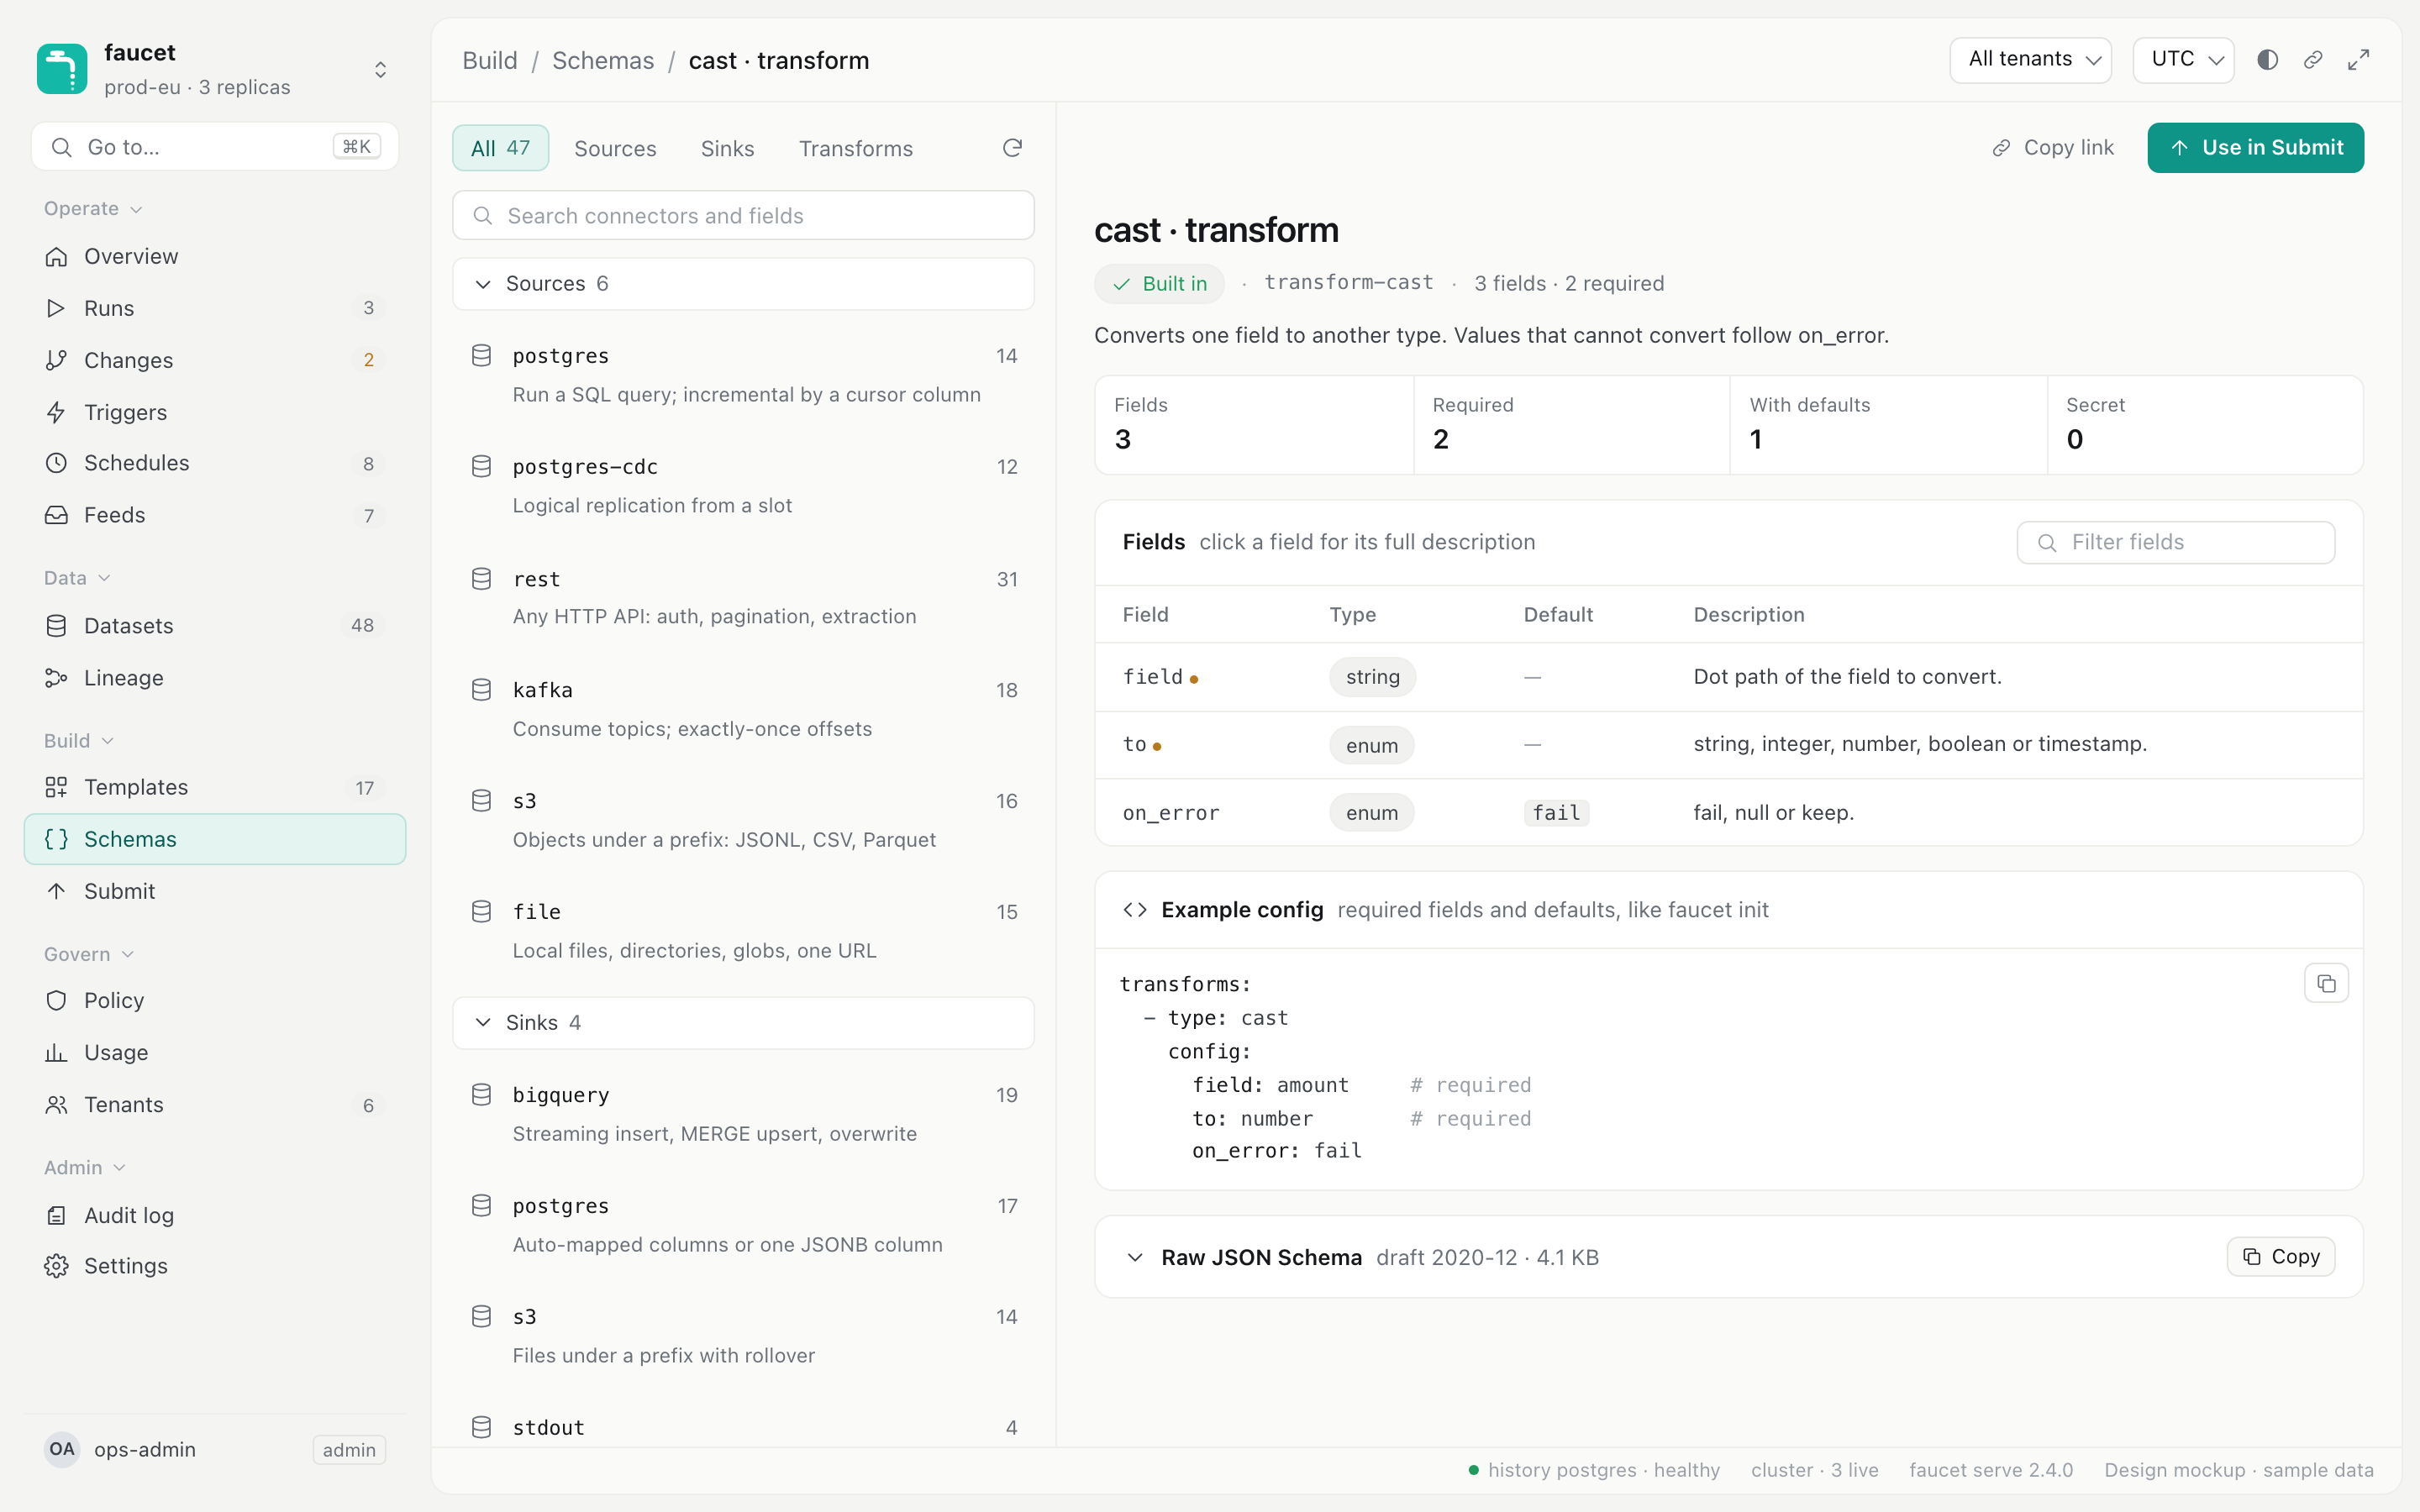 faucet
prod-eu · 3 replicas
Go to...
⌘K
Operate
Overview
Runs 3
Changes 2
Triggers
Schedules 8
Feeds 7
Data
Datasets 48
Lineage
Build
Templates 17
Schemas
Submit
Govern
Policy
Usage
Tenants 6
Admin
Audit log
Settings
OA ops-admin admin
Build / Schemas / cast · transform
All tenants
UTC
All 47 Sources Sinks Transforms
Search connectors and fields
Sources 6
postgres 14
Run a SQL query; incremental by a cursor column
postgres-cdc 12
Logical replication from a slot
rest 31
Any HTTP API: auth, pagination, extraction
kafka 18
Consume topics; exactly-once offsets
s3 16
Objects under a prefix: JSONL, CSV, Parquet
file 15
Local files, directories, globs, one URL
Sinks 4
bigquery 19
Streaming insert, MERGE upsert, overwrite
postgres 17
Auto-mapped columns or one JSONB column
s3 14
Files under a prefix with rollover
stdout 4
Copy link
Use in Submit
cast · transform
Built in · transform-cast · 3 fields · 2 required
Converts one field to another type. Values that cannot convert follow on_error.
Fields Required With defaults Secret
3 2 1 0
Fields click a field for its full description
Filter fields
Field Type Default Description
field string — Dot path of the field to convert.
to enum — string, integer, number, boolean or timestamp.
on_error enum fail fail, null or keep.
Example config required fields and defaults, like faucet init
transforms:
- type: cast
config:
field: amount # required
to: number # required
on_error: fail
Raw JSON Schema draft 2020-12 · 4.1 KB
Copy
history postgres · healthy cluster · 3 live faucet serve 2.4.0 Design mockup · sample data